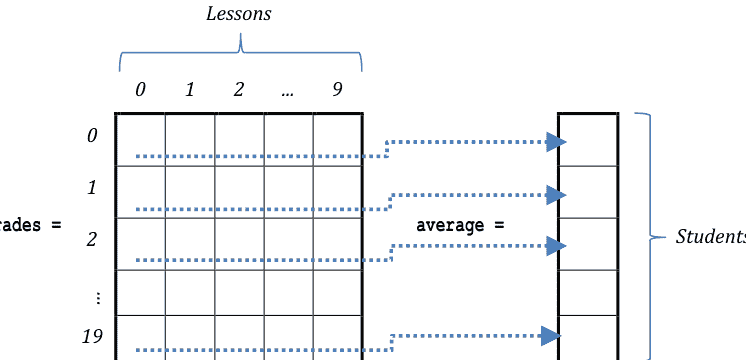 Lessons
0 1 2 ... 9
0
1
rades = average =
2
Students
...
19